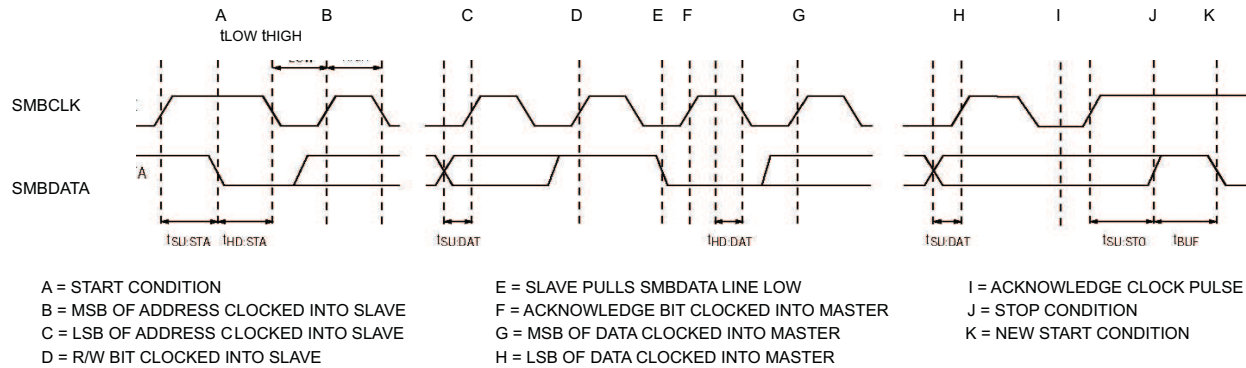 A B C D E F G H I J K
tLOW tHIGH
SMBCLK
SMBDATA
tSU:STA tHD:STA tSU:DAT tHD:DAT tSU:DAT tSU:STO tBUF
A = START CONDITION
B = MSB OF ADDRESS CLOCKED INTO SLAVE
C = LSB OF ADDRESS CLOCKED INTO SLAVE
D = R/W BIT CLOCKED INTO SLAVE
E = SLAVE PULLS SMBDATA LINE LOW
F = ACKNOWLEDGE BIT CLOCKED INTO MASTER
G = MSB OF DATA CLOCKED INTO MASTER
H = LSB OF DATA CLOCKED INTO MASTER
I = ACKNOWLEDGE CLOCK PULSE
J = STOP CONDITION
K = NEW START CONDITION